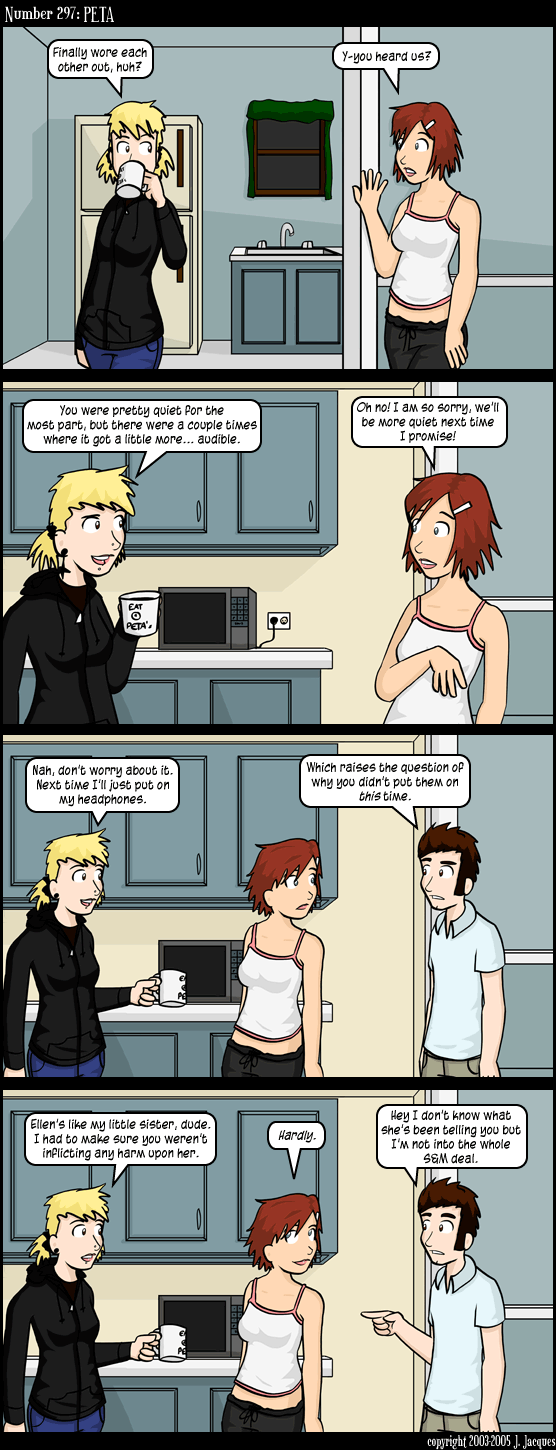 Number 297: PETA
Finally wore each
other out, huh?
Y-you heard us?
You were pretty quiet for the
most part, but there were a couple times
where it got a little more... audible.
Oh no! I am so sorry, we'll
be more quiet next time
I promise!
EAT
@
PETA's
Nah, don't worry about it.
Next time I'll just put on
my headphones.
Which raises the question of
why you didn't put them on
this time.
Ellen's like my little sister, dude.
I had to make sure you weren't
inflicting any harm upon her.
Hardly.
Hey I don't know what
she's been telling you but
I'm not into the whole
S&M deal.
copyright 2003-2005 J. Jacques